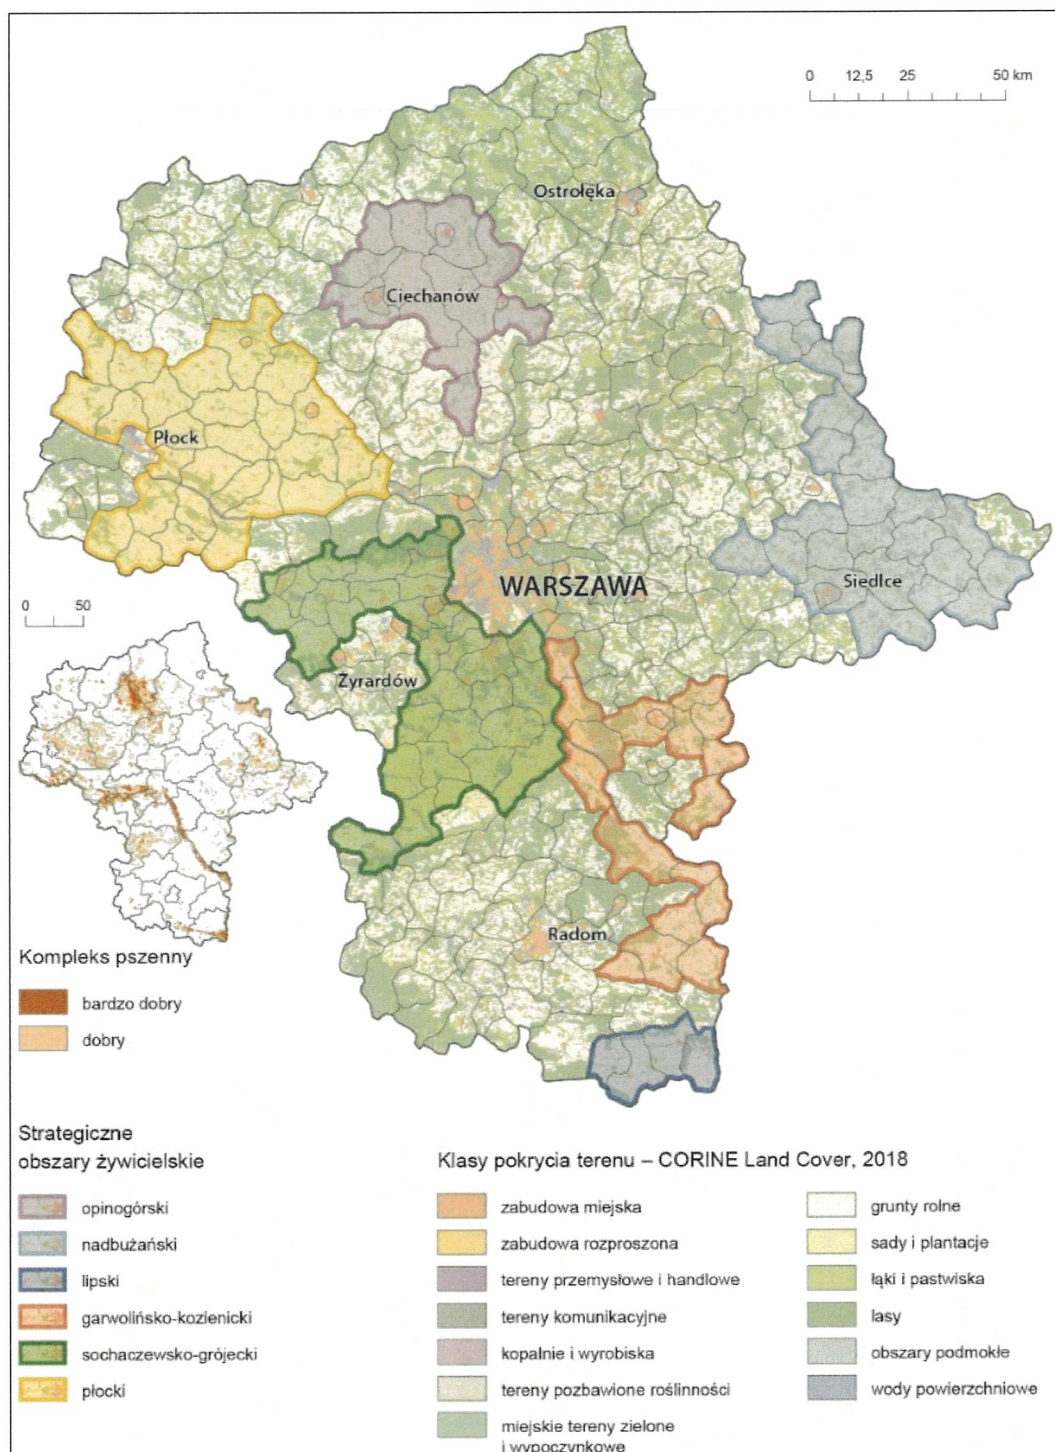 0 12,5 25 50 km
Ostrołęka
Ciechanów
Płock
WARSZAWA
Siedlce
0 50
Żyrardów
Radom
Kompleks pszenny
bardzo dobry
dobry
Strategiczne
obszary żywicielskie
opinogórski
nadbużański
lipski
garwolińsko-kozienicki
sochaczewsko-grójecki
płocki
Klasy pokrycia terenu – CORINE Land Cover, 2018
zabudowa miejska
zabudowa rozproszona
tereny przemysłowe i handlowe
tereny komunikacyjne
kopalnie i wyrobiska
tereny pozbawione roślinności
miejskie tereny zielone
i wypoczynkowe
grunty rolne
sady i plantacje
łąki i pastwiska
lasy
obszary podmokłe
wody powierzchniowe